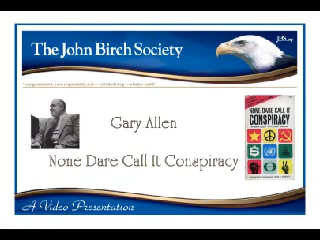 JBS.org
The John Birch Society
Gary Allen
NONE DARE CALL IT
CONSPIRACY
None Dare Call It Conspiracy
A Video Presentation